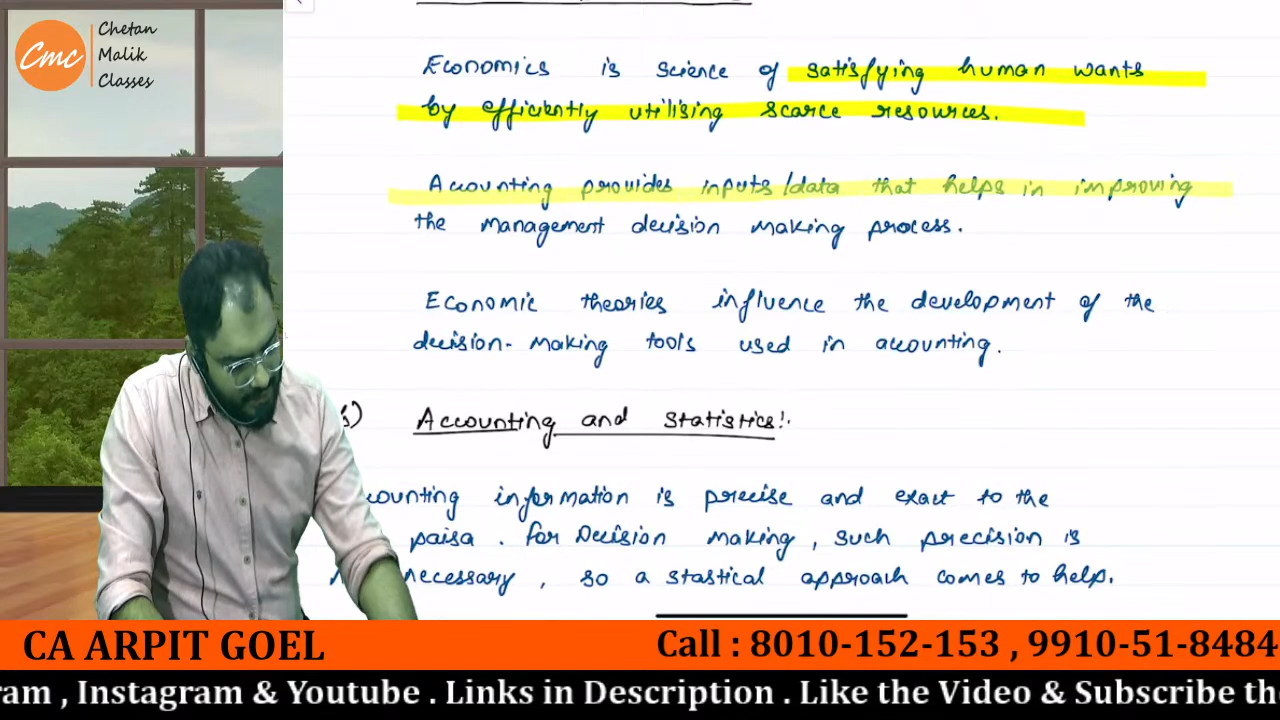 cmc
Chetan
Malik
Classes
Economics is science of satisfying human wants
by efficiently utilising scarce resources.
Accounting provides inputs/data that helps in improving
the management decision making process.
Economic theories influence the development of the
decision-making tools used in accounting.
Accounting and Statistics:
counting information is precise and exact to the
paisa. For Decision making, such precision is
necessary, so a stastical approach comes to help.
CA ARPIT GOEL
Call : 8010-152-153 , 9910-51-8484
ram , Instagram & Youtube . Links in Description . Like the Video & Subscribe th